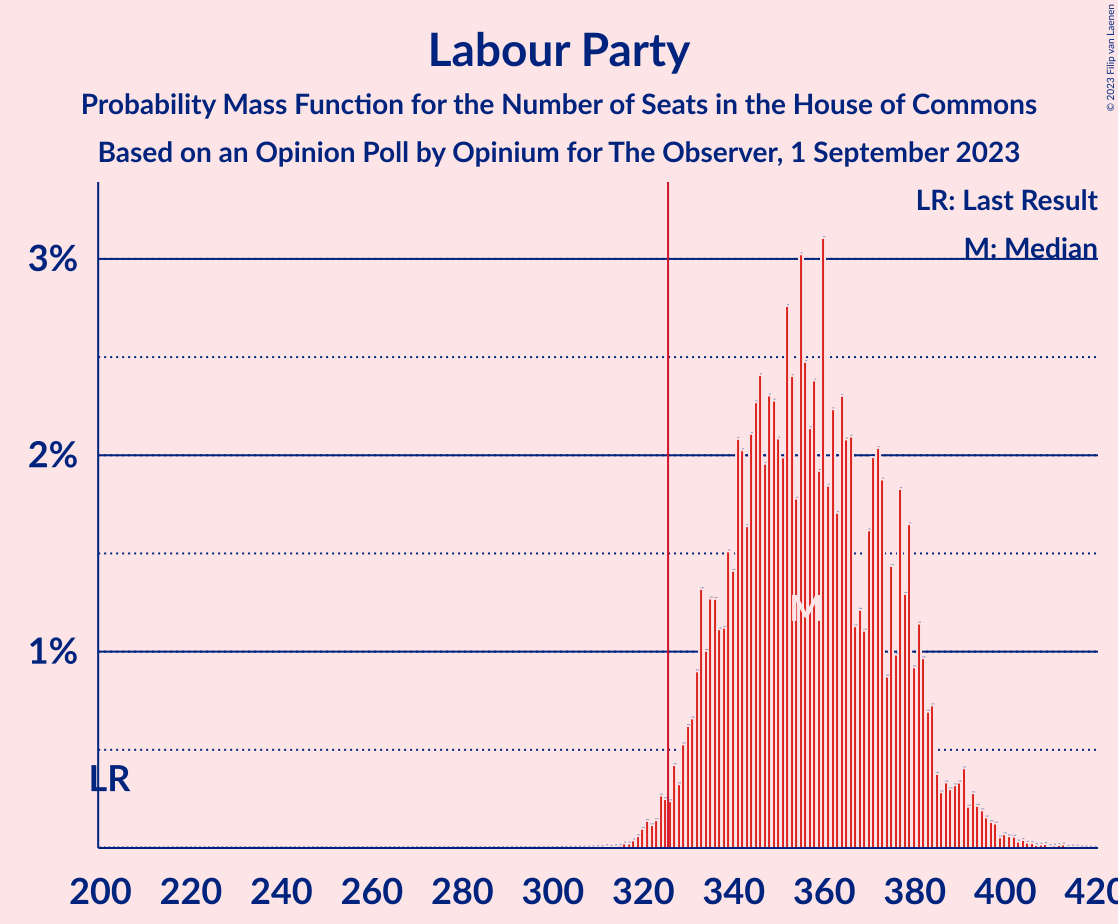 Labour Party
Probability Mass Function for the Number of Seats in the House of Commons
Based on an Opinion Poll by Opinium for The Observer, 1 September 2023
© 2023 Filip van Laenen
LR: Last Result
M: Median
3%
2%
1%
M
LR
200 220 240 260 280 300 320 340 360 380 400 420